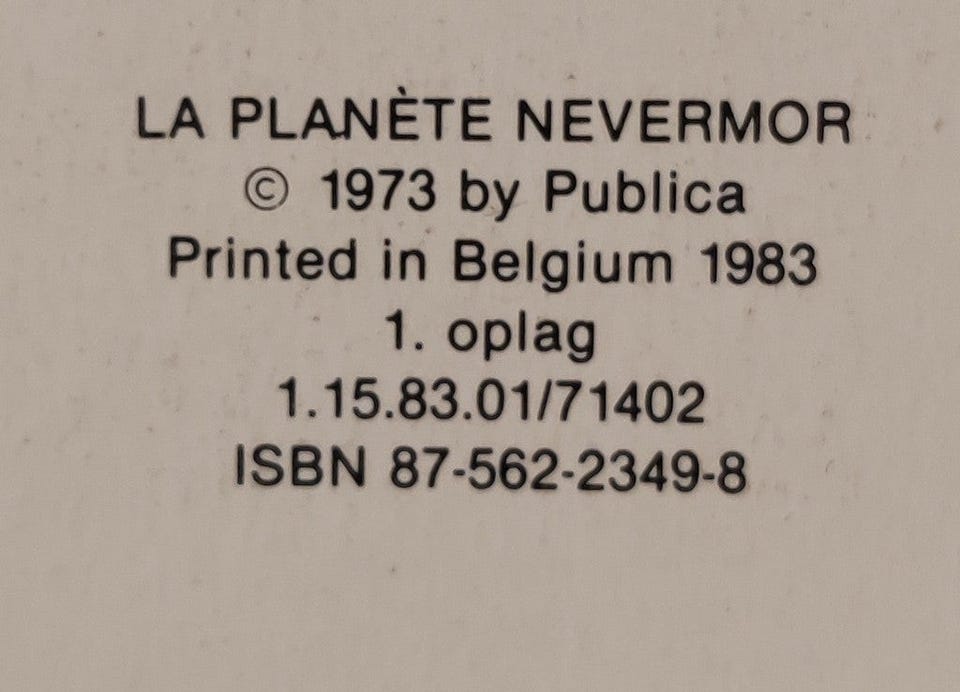 LA PLANÈTE NEVERMOR
© 1973 by Publica
Printed in Belgium 1983
1. oplag
1.15.83.01/71402
ISBN 87-562-2349-8